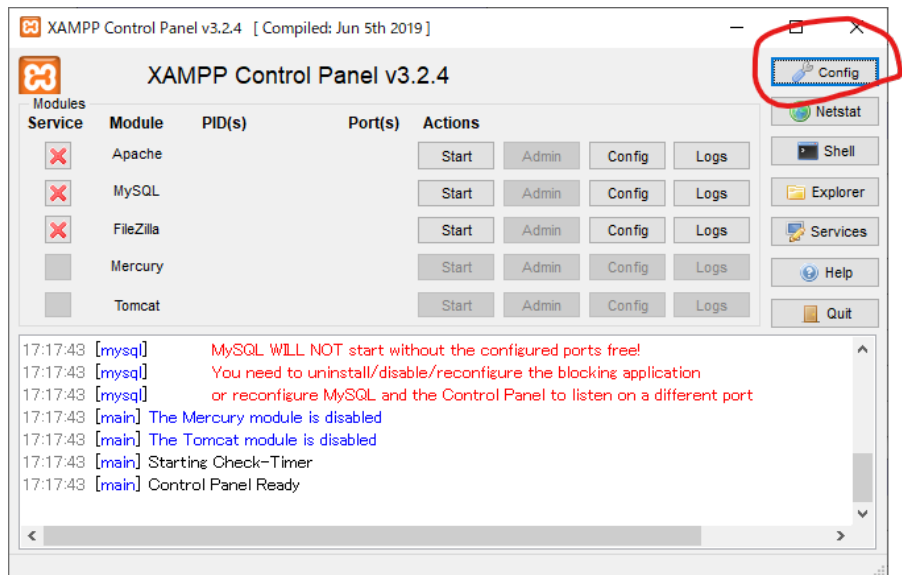 XAMPP Control Panel v3.2.4 [ Compiled: Jun 5th 2019 ]
XAMPP Control Panel v3.2.4
Config
Modules
Service Module PID(s) Port(s) Actions
Netstat
Apache Start Admin Config Logs
Shell
MySQL Start Admin Config Logs
Explorer
FileZilla Start Admin Config Logs
Services
Mercury Start Admin Config Logs
Help
Tomcat Start Admin Config Logs
Quit
17:17:43 [mysql] MySQL WILL NOT start without the configured ports free!
17:17:43 [mysql] You need to uninstall/disable/reconfigure the blocking application
17:17:43 [mysql] or reconfigure MySQL and the Control Panel to listen on a different port
17:17:43 [main] The Mercury module is disabled
17:17:43 [main] The Tomcat module is disabled
17:17:43 [main] Starting Check-Timer
17:17:43 [main] Control Panel Ready